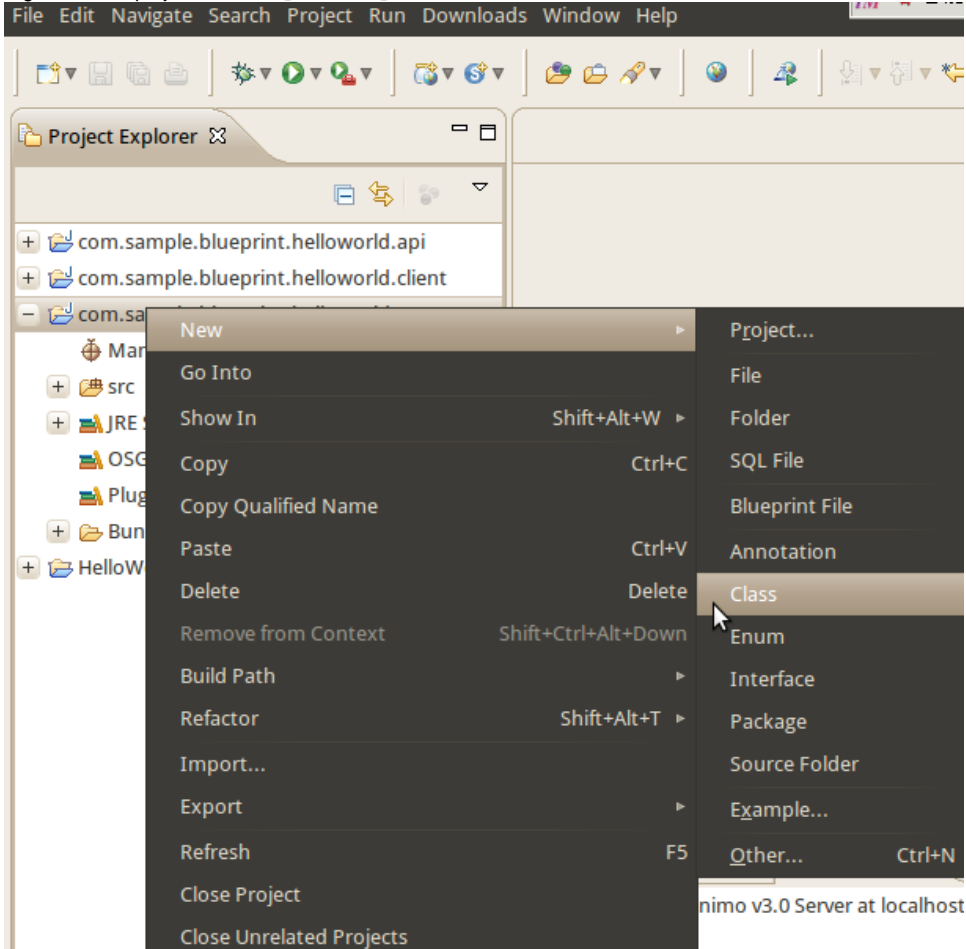 File Edit Navigate Search Project Run Downloads Window Help
Project Explorer
com.sample.blueprint.helloworld.api
com.sample.blueprint.helloworld.client
com.sa
Mar
src
JRE
OSG
Plug
Bun
HelloW
New
Go Into
Show In Shift+Alt+W
Copy Ctrl+C
Copy Qualified Name
Paste Ctrl+V
Delete Delete
Remove from Context Shift+Ctrl+Alt+Down
Build Path
Refactor Shift+Alt+T
Import...
Export
Refresh F5
Close Project
Close Unrelated Projects
Project...
File
Folder
SQL File
Blueprint File
Annotation
Class
Enum
Interface
Package
Source Folder
Example...
Other... Ctrl+N
nimo v3.0 Server at localhost